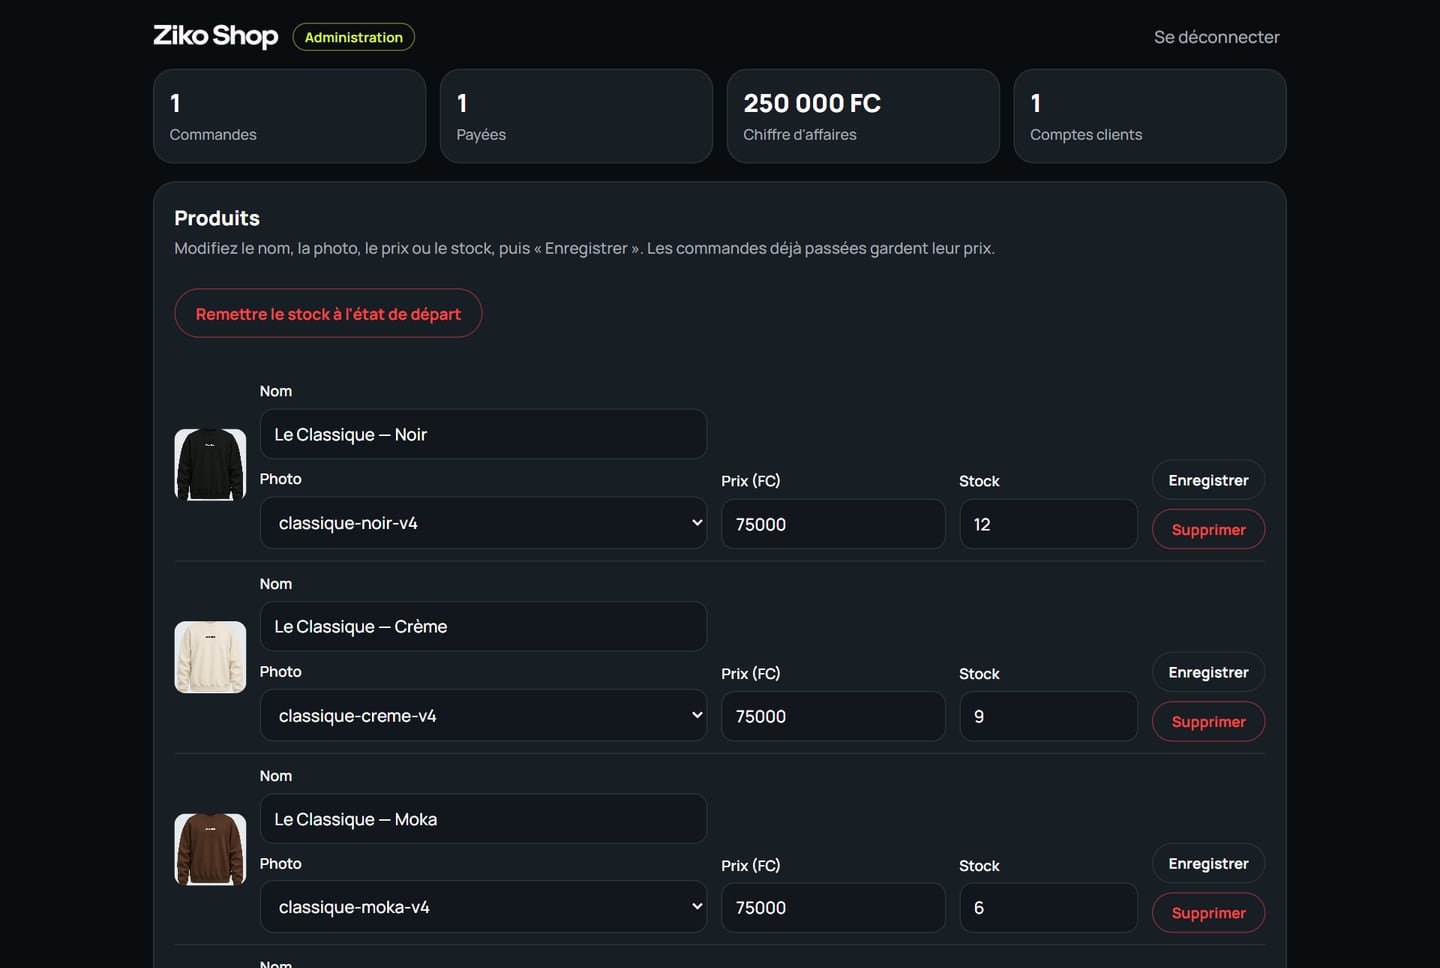 Ziko Shop
Administration
Se déconnecter
1
Commandes
1
Payées
250 000 FC
Chiffre d'affaires
1
Comptes clients
Produits
Modifiez le nom, la photo, le prix ou le stock, puis « Enregistrer ». Les commandes déjà passées gardent leur prix.
Remettre le stock à l'état de départ
Nom
Le Classique — Noir
Photo
classique-noir-v4
Prix (FC)
75000
Stock
12
Enregistrer
Supprimer
Nom
Le Classique — Crème
Photo
classique-creme-v4
Prix (FC)
75000
Stock
9
Enregistrer
Supprimer
Nom
Le Classique — Moka
Photo
classique-moka-v4
Prix (FC)
75000
Stock
6
Enregistrer
Supprimer
Nom